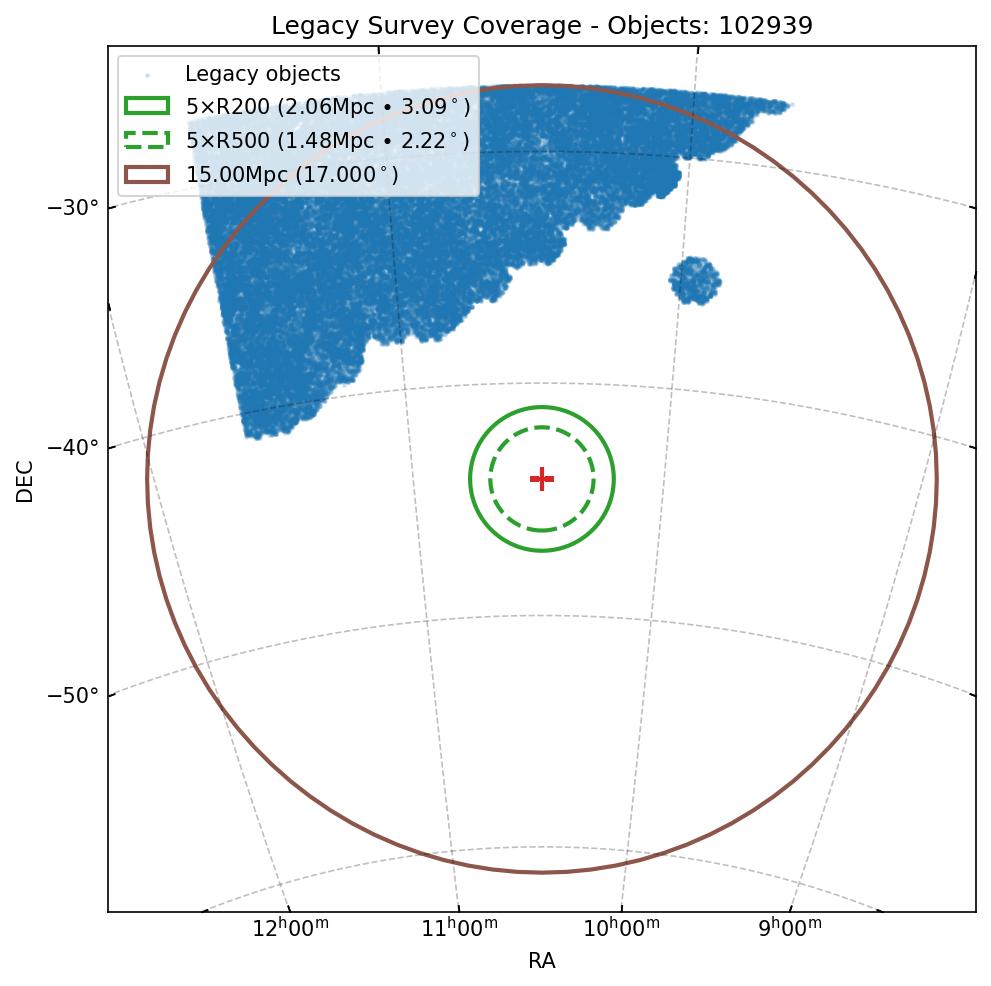 Legacy Survey Coverage - Objects: 102939
Legacy objects
5×R200 (2.06Mpc • 3.09°)
5×R500 (1.48Mpc • 2.22°)
15.00Mpc (17.000°)
−30°
−40°
−50°
DEC
12ʰ00ᵐ 11ʰ00ᵐ 10ʰ00ᵐ 9ʰ00ᵐ
RA